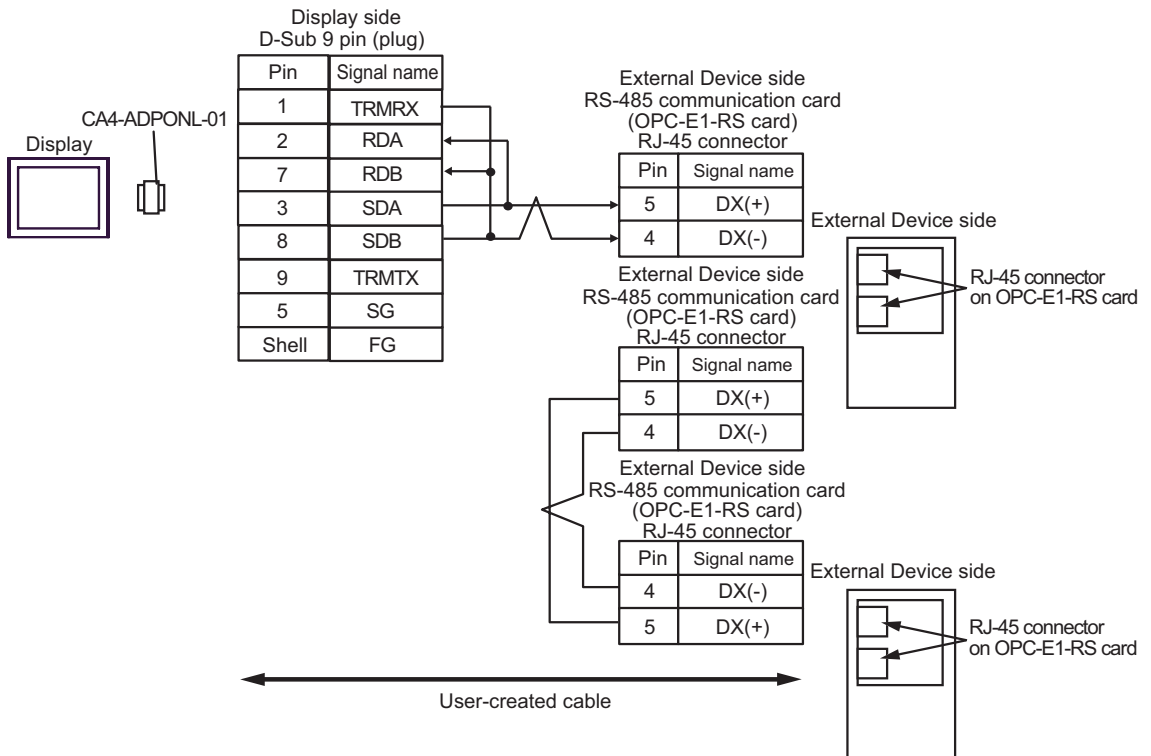 Display side
D-Sub 9 pin (plug)
Pin Signal name
1 TRMRX
2 RDA
7 RDB
3 SDA
8 SDB
9 TRMTX
5 SG
Shell FG
CA4-ADPONL-01
Display
External Device side
RS-485 communication card
(OPC-E1-RS card)
RJ-45 connector
Pin Signal name
5 DX(+)
4 DX(-)
External Device side
RJ-45 connector
on OPC-E1-RS card
External Device side
RS-485 communication card
(OPC-E1-RS card)
RJ-45 connector
Pin Signal name
5 DX(+)
4 DX(-)
External Device side
RS-485 communication card
(OPC-E1-RS card)
RJ-45 connector
Pin Signal name
4 DX(-)
5 DX(+)
External Device side
RJ-45 connector
on OPC-E1-RS card
User-created cable